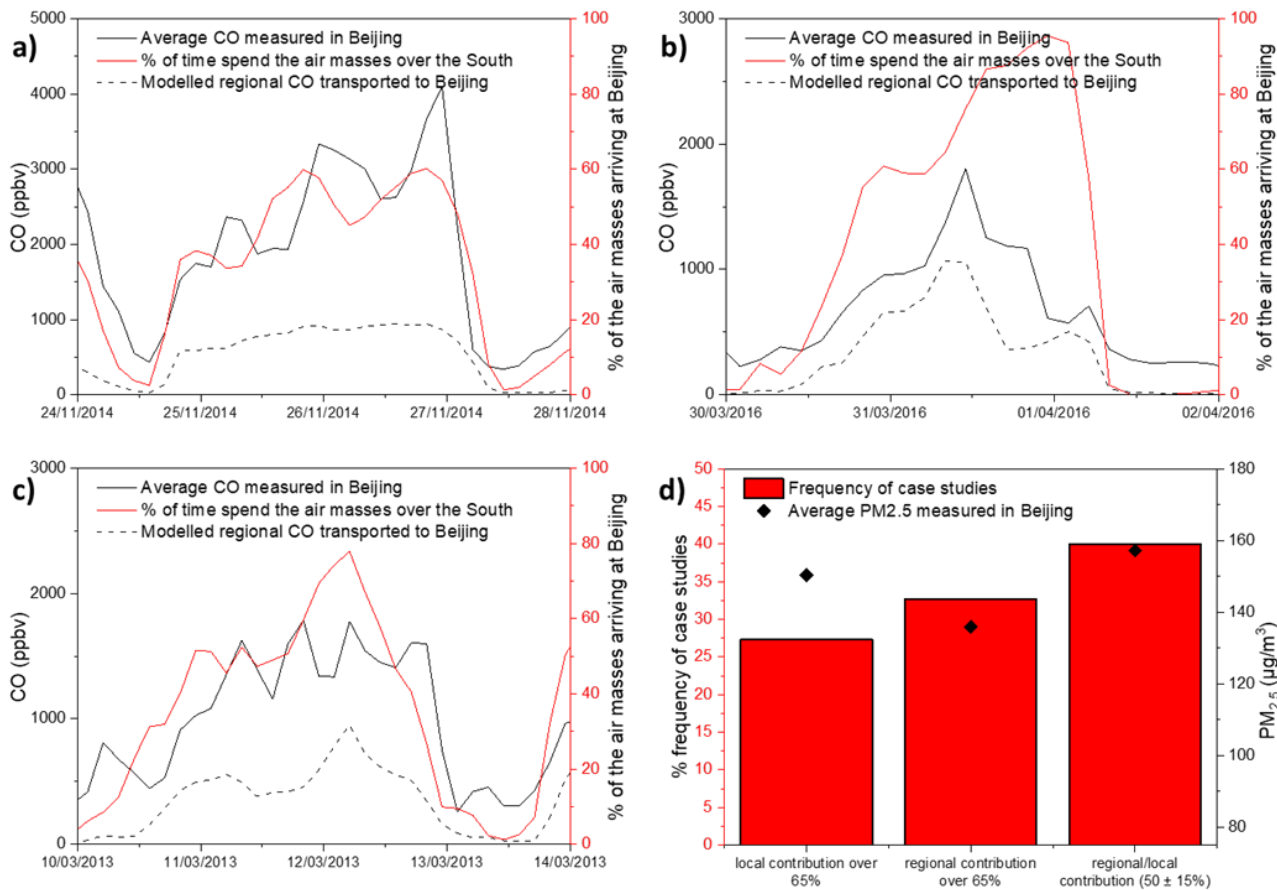 a)
5000
4000
3000
2000
1000
0
CO (ppbv)
Average CO measured in Beijing
% of time spend the air masses over the South
Modelled regional CO transported to Beijing
100
80
60
40
20
0
% of the air masses arriving at Beijing
24/11/2014 25/11/2014 26/11/2014 27/11/2014 28/11/2014
b)
3000
2000
1000
0
CO (ppbv)
Average CO measured in Beijing
% of time spend the air masses over the South
Modelled regional CO transported to Beijing
100
80
60
40
20
0
% of the air masses arriving at Beijing
30/03/2016 31/03/2016 01/04/2016 02/04/2016
c)
3000
2000
1000
0
CO (ppbv)
Average CO measured in Beijing
% of time spend the air masses over the South
Modelled regional CO transported to Beijing
100
80
60
40
20
0
% of the air masses arriving at Beijing
10/03/2013 11/03/2013 12/03/2013 13/03/2013 14/03/2013
d)
50
45
40
35
30
25
20
15
10
5
0
% frequency of case studies
Frequency of case studies
Average PM2.5 measured in Beijing
180
160
140
120
100
80
PM2.5 (µg/m³)
local contribution over
65%
regional contribution
over 65%
regional/local
contribution (50 ± 15%)